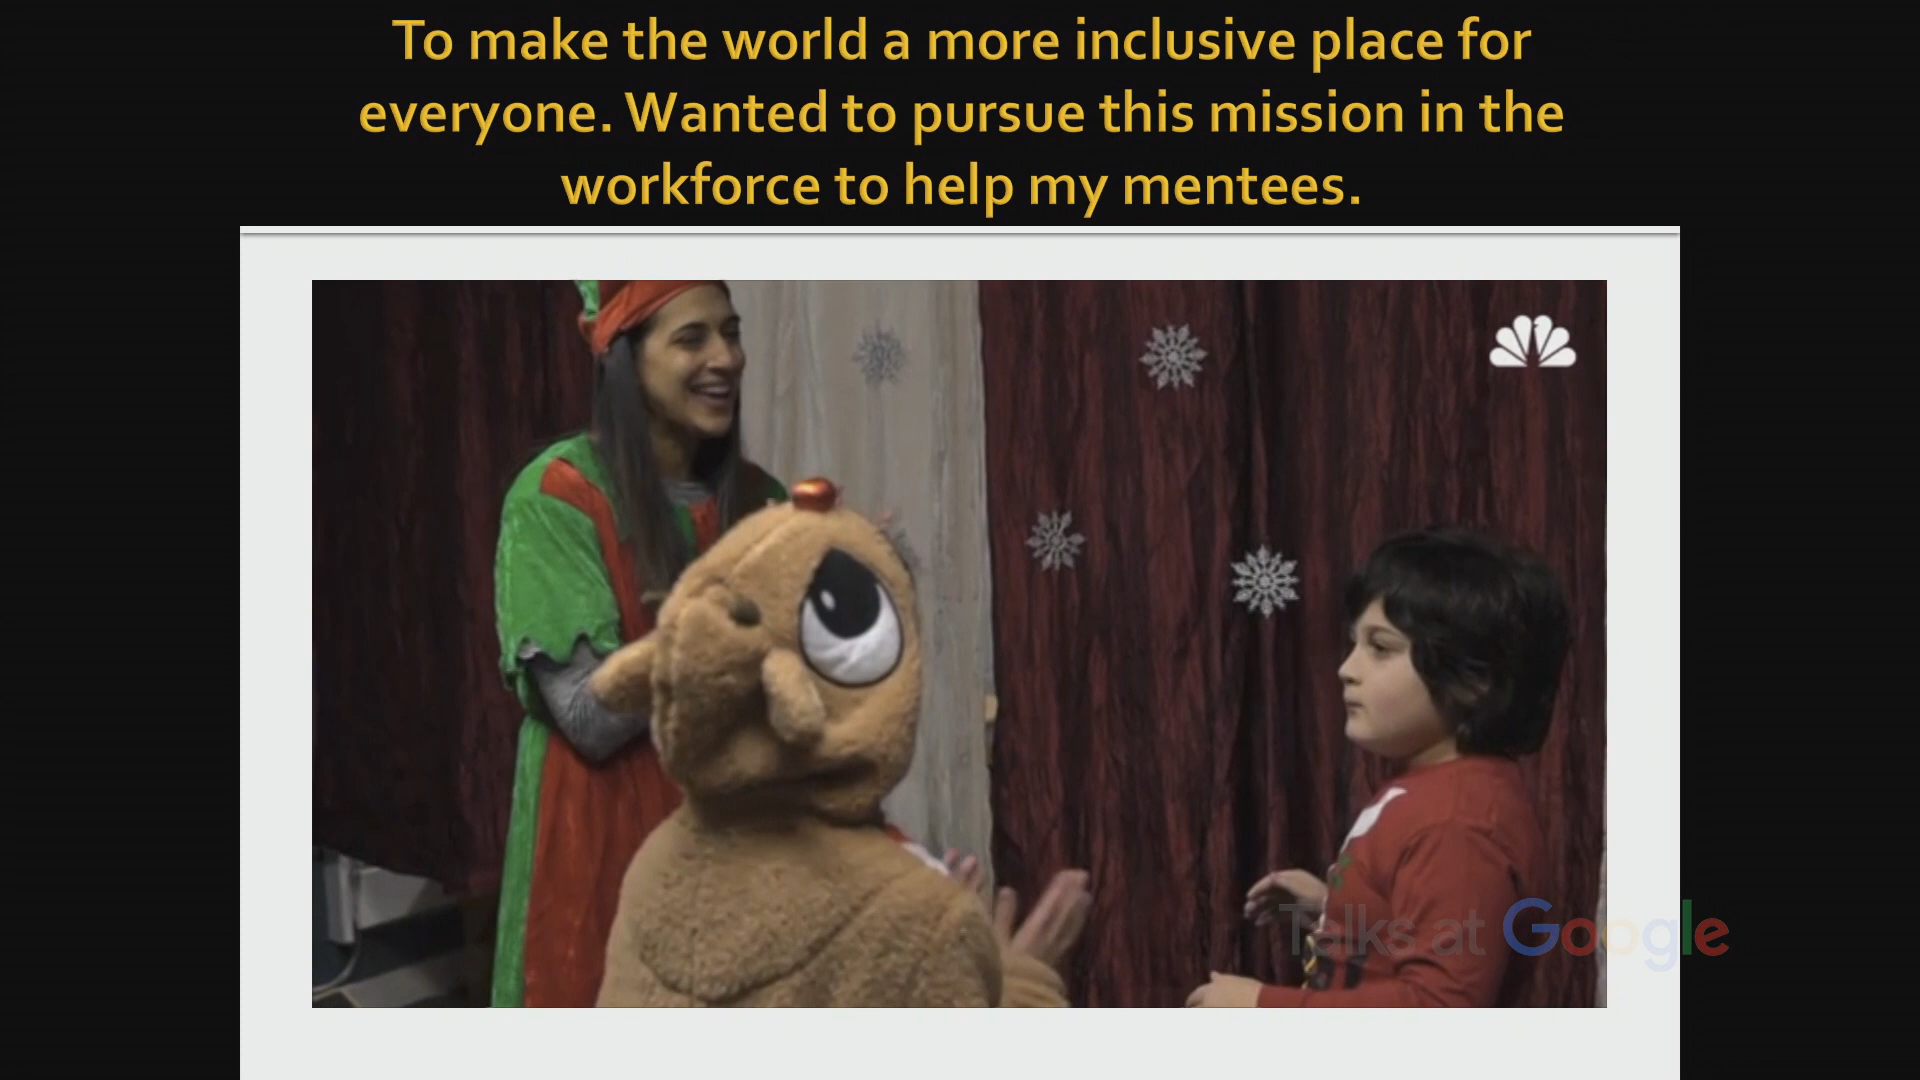 To make the world a more inclusive place for
everyone. Wanted to pursue this mission in the
workforce to help my mentees.
Talks at Google